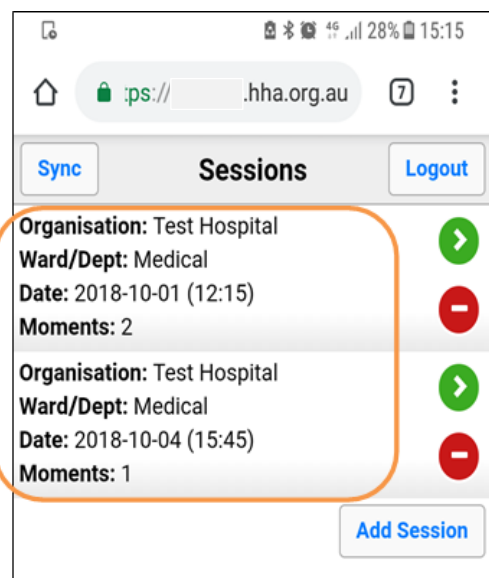 4G 28% 15:15
:ps:// .hha.org.au 7
Sync Sessions Logout
Organisation: Test Hospital
Ward/Dept: Medical
Date: 2018-10-01 (12:15)
Moments: 2
Organisation: Test Hospital
Ward/Dept: Medical
Date: 2018-10-04 (15:45)
Moments: 1
Add Session